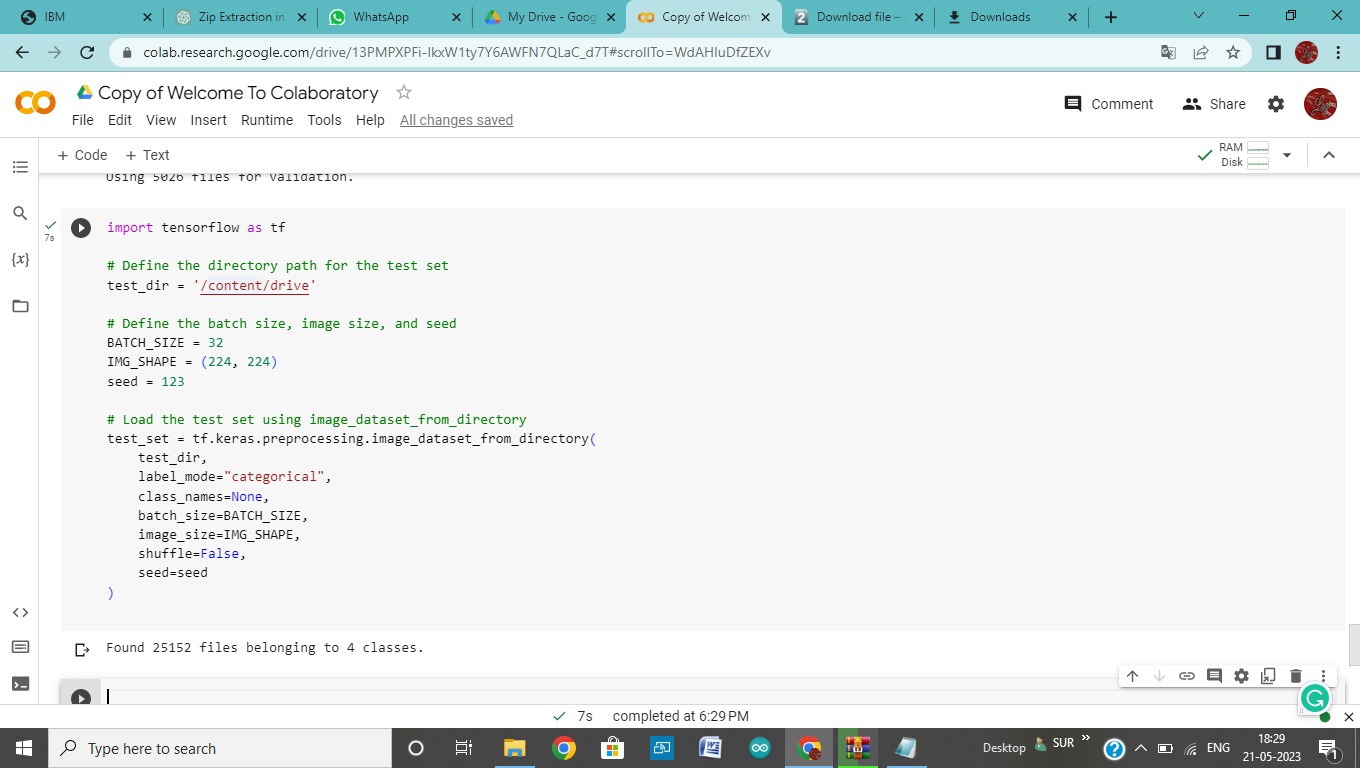 IBM
Zip Extraction in
WhatsApp
My Drive - Goog
Copy of Welcom
Download file –
Downloads
colab.research.google.com/drive/13PMPXPFi-IkxW1ty7Y6AWFN7QLaC_d7T#scrollTo=WdAHIuDfZEXv
Copy of Welcome To Colaboratory
Comment
Share
File Edit View Insert Runtime Tools Help All changes saved
+ Code + Text
RAM
Disk
Using 5026 files for validation.
7s
import tensorflow as tf
# Define the directory path for the test set
test_dir = '/content/drive'
# Define the batch size, image size, and seed
BATCH_SIZE = 32
IMG_SHAPE = (224, 224)
seed = 123
# Load the test set using image_dataset_from_directory
test_set = tf.keras.preprocessing.image_dataset_from_directory(
test_dir,
label_mode="categorical",
class_names=None,
batch_size=BATCH_SIZE,
image_size=IMG_SHAPE,
shuffle=False,
seed=seed
)
Found 25152 files belonging to 4 classes.
7s completed at 6:29 PM
Type here to search
Desktop
SUR
ENG
18:29
21-05-2023
1